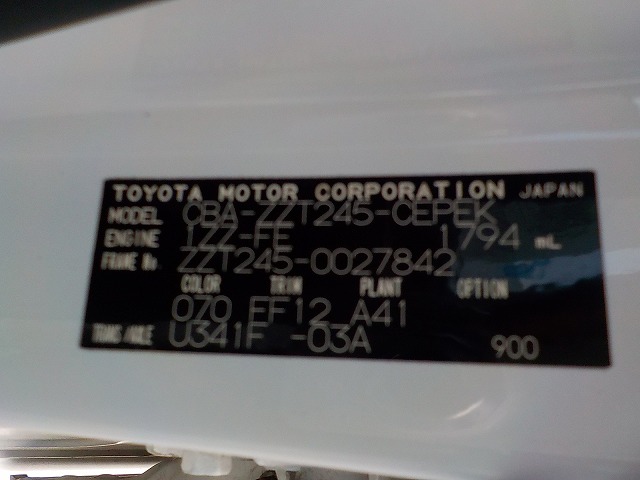 TOYOTA MOTOR CORPORATION JAPAN
MODEL CBA-ZZT245-CEPEK
ENGINE 1ZZ-FE 1794 mL
FRAME No. ZZT245-0027842
COLOR TRIM PLANT OPTION
070 EF12 A41
TRANS/AXLE U341F -03A 900